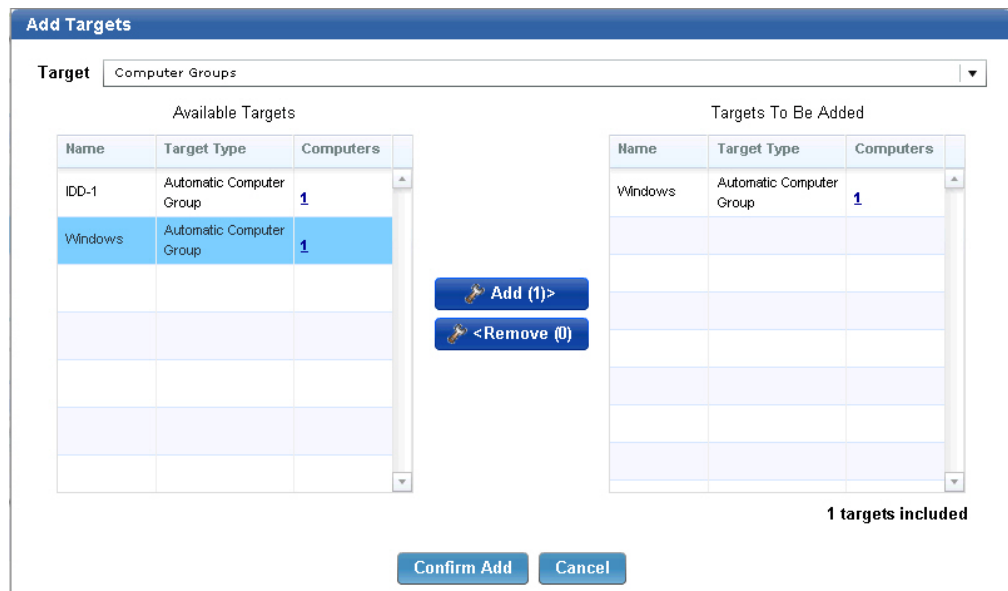 Add Targets
Target Computer Groups
Available Targets
Name Target Type Computers
IDD-1 Automatic Computer Group 1
Windows Automatic Computer Group 1
Add (1)>
<Remove (0)
Targets To Be Added
Name Target Type Computers
Windows Automatic Computer Group 1
1 targets included
Confirm Add Cancel